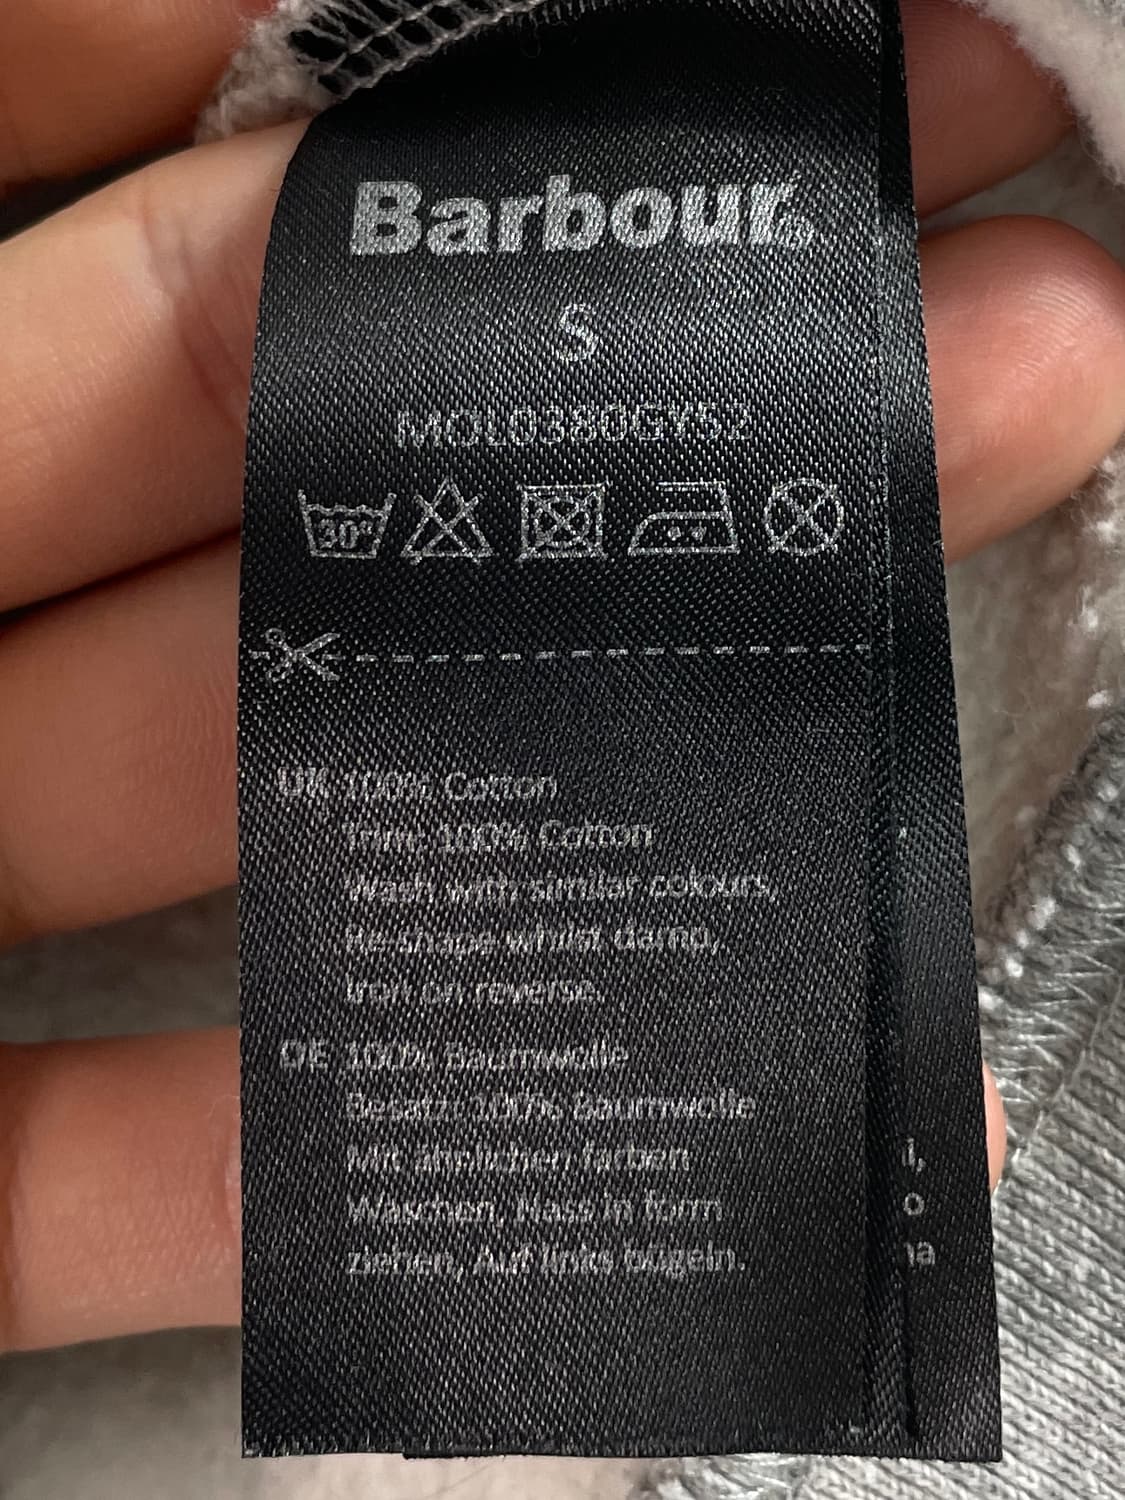 Barbour®
S
MOL0380GY52
30°
UK 100% Cotton
Trim: 100% Cotton
Wash with similar colours,
Re-shape whilst damp,
Iron on reverse.
DE 100% Baumwolle
Besatz: 100% Baumwolle
Mit ähnlichen farben
Waschen, Nass in form
ziehen, Auf links bügeln.
i,
o
na